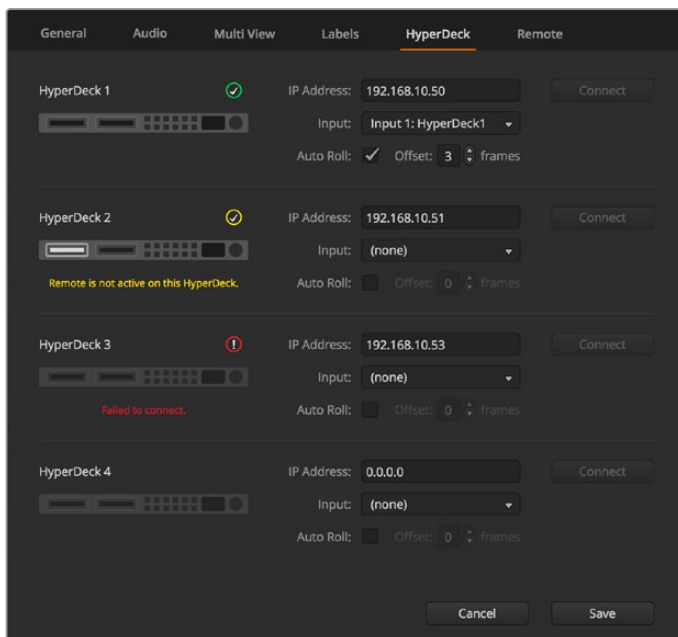 General Audio Multi View Labels HyperDeck Remote
HyperDeck 1 IP Address: 192.168.10.50 Connect
Input: Input 1: HyperDeck1
Auto Roll: Offset: 3 frames
HyperDeck 2 IP Address: 192.168.10.51 Connect
Input: (none)
Remote is not active on this HyperDeck. Auto Roll: Offset: 0 frames
HyperDeck 3 IP Address: 192.168.10.53 Connect
Input: (none)
Failed to connect. Auto Roll: Offset: 0 frames
HyperDeck 4 IP Address: 0.0.0.0 Connect
Input: (none)
Auto Roll: Offset: 0 frames
Cancel Save